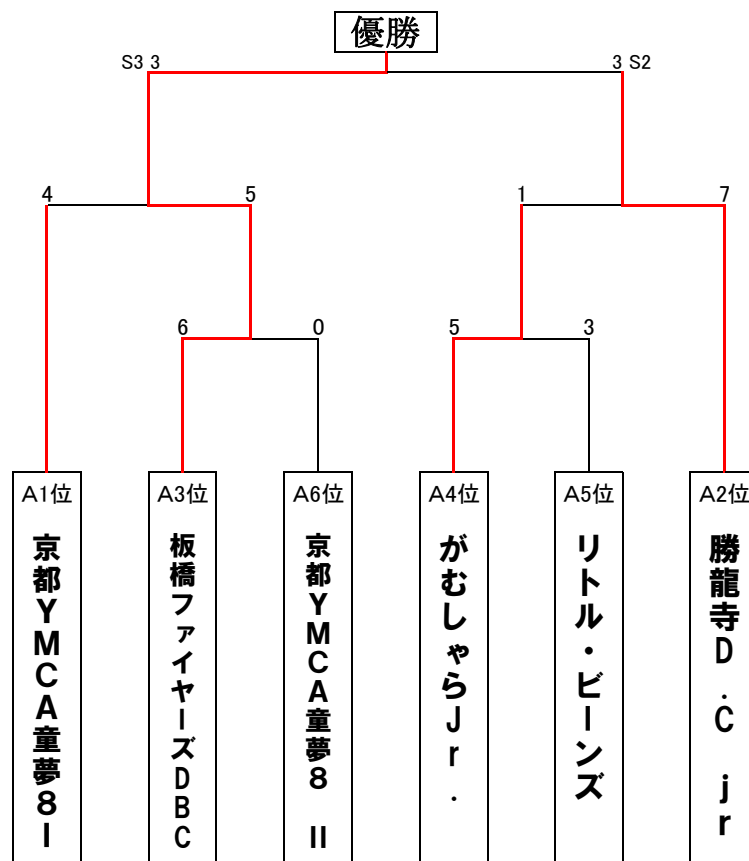 優勝
S3 3
3 S2
4
5
1
7
6
0
5
3
A1位
A3位
A6位
A4位
A5位
A2位
京都YMCA童夢8Ⅰ
板橋ファイヤーズDBC
京都YMCA童夢8 Ⅱ
がむしゃらJr.
リトル・ビーンズ
勝龍寺D.C jr